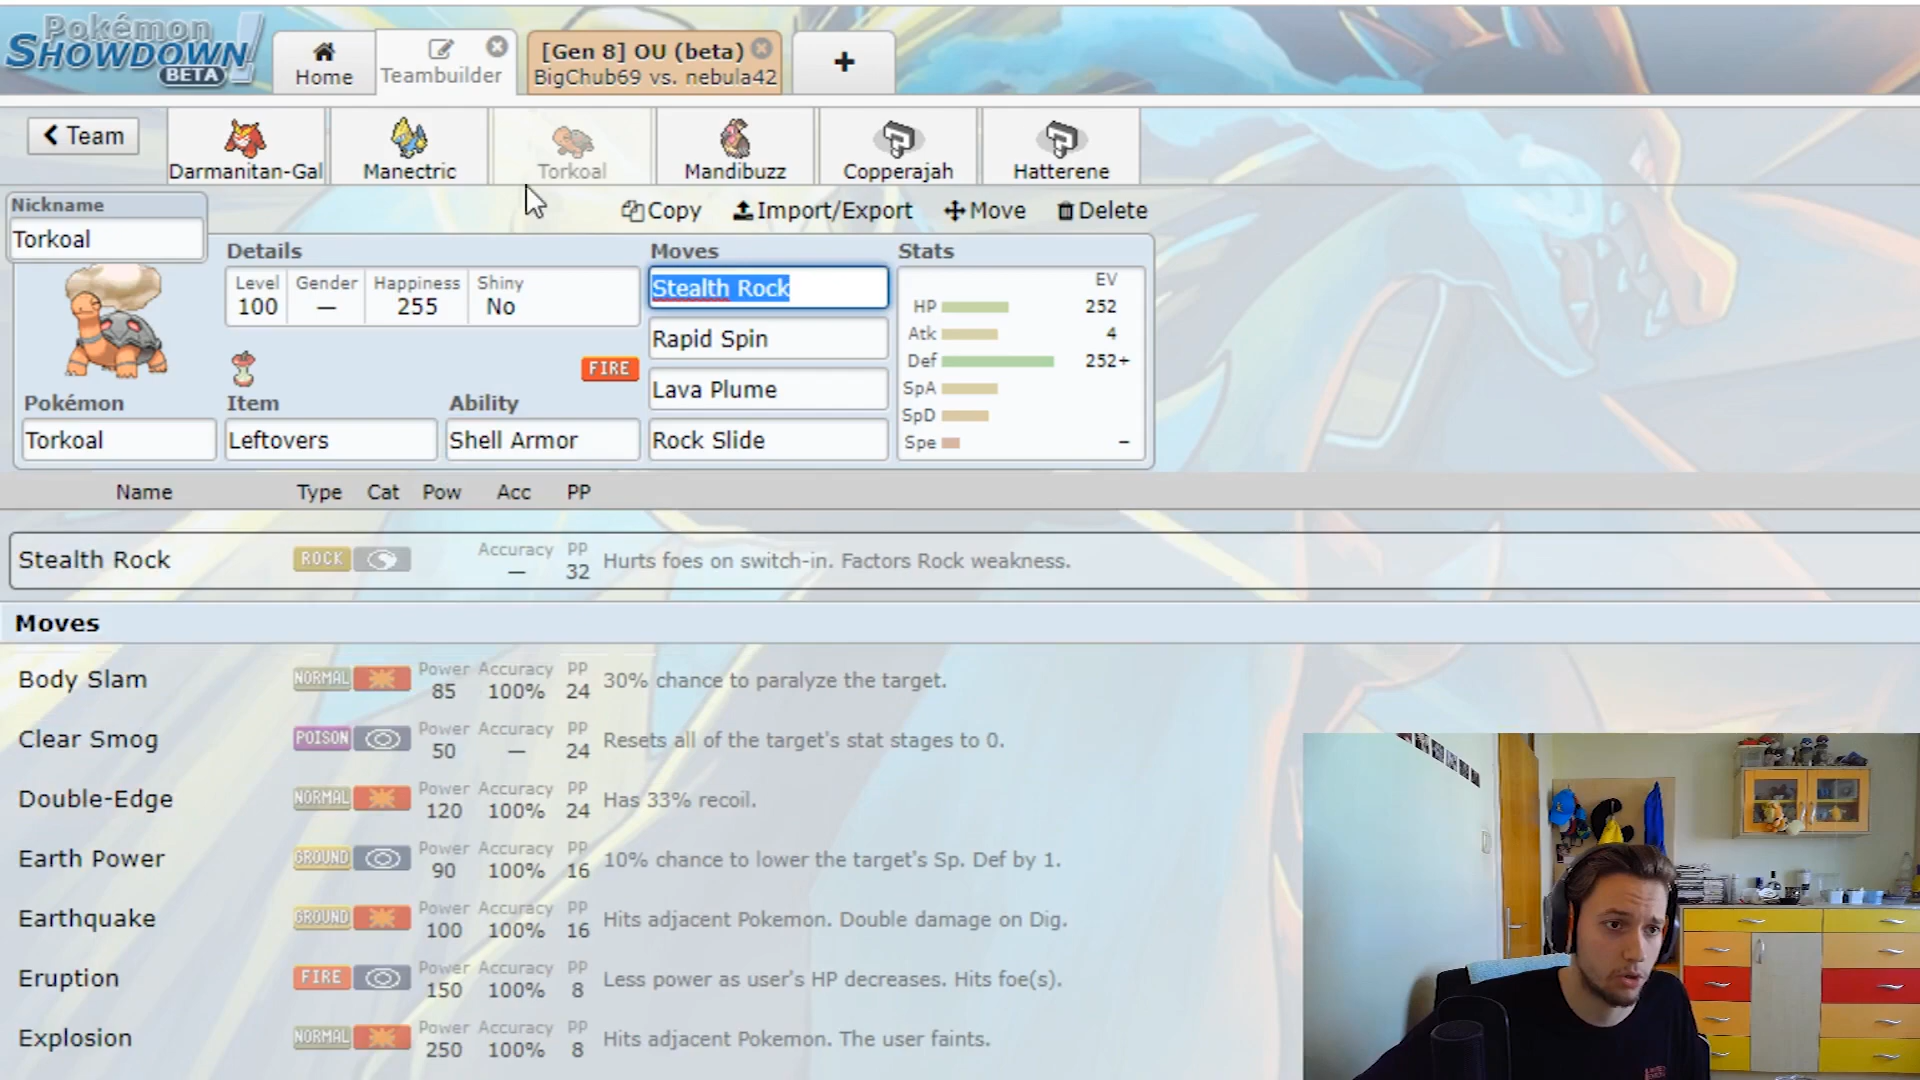 Pokémon
SHOWDOWN!
BETA
Home
Teambuilder
[Gen 8] OU (beta)
BigChub69 vs. nebula42
+
Team
Darmanitan-Gal
Manectric
Torkoal
Mandibuzz
Copperajah
Hatterene
Copy
Import/Export
Move
Delete
Nickname
Torkoal
Details
Level
100
Gender
—
Happiness
255
Shiny
No
FIRE
Pokémon
Torkoal
Item
Leftovers
Ability
Shell Armor
Moves
Stealth Rock
Rapid Spin
Lava Plume
Rock Slide
Stats
EV
HP 252
Atk 4
Def 252+
SpA
SpD
Spe −
Name Type Cat Pow Acc PP
Stealth Rock ROCK Accuracy — PP 32 Hurts foes on switch-in. Factors Rock weakness.
Moves
Body Slam NORMAL Power 85 Accuracy 100% PP 24 30% chance to paralyze the target.
Clear Smog POISON Power 50 Accuracy — PP 24 Resets all of the target's stat stages to 0.
Double-Edge NORMAL Power 120 Accuracy 100% PP 24 Has 33% recoil.
Earth Power GROUND Power 90 Accuracy 100% PP 16 10% chance to lower the target's Sp. Def by 1.
Earthquake GROUND Power 100 Accuracy 100% PP 16 Hits adjacent Pokemon. Double damage on Dig.
Eruption FIRE Power 150 Accuracy 100% PP 8 Less power as user's HP decreases. Hits foe(s).
Explosion NORMAL Power 250 Accuracy 100% PP 8 Hits adjacent Pokemon. The user faints.